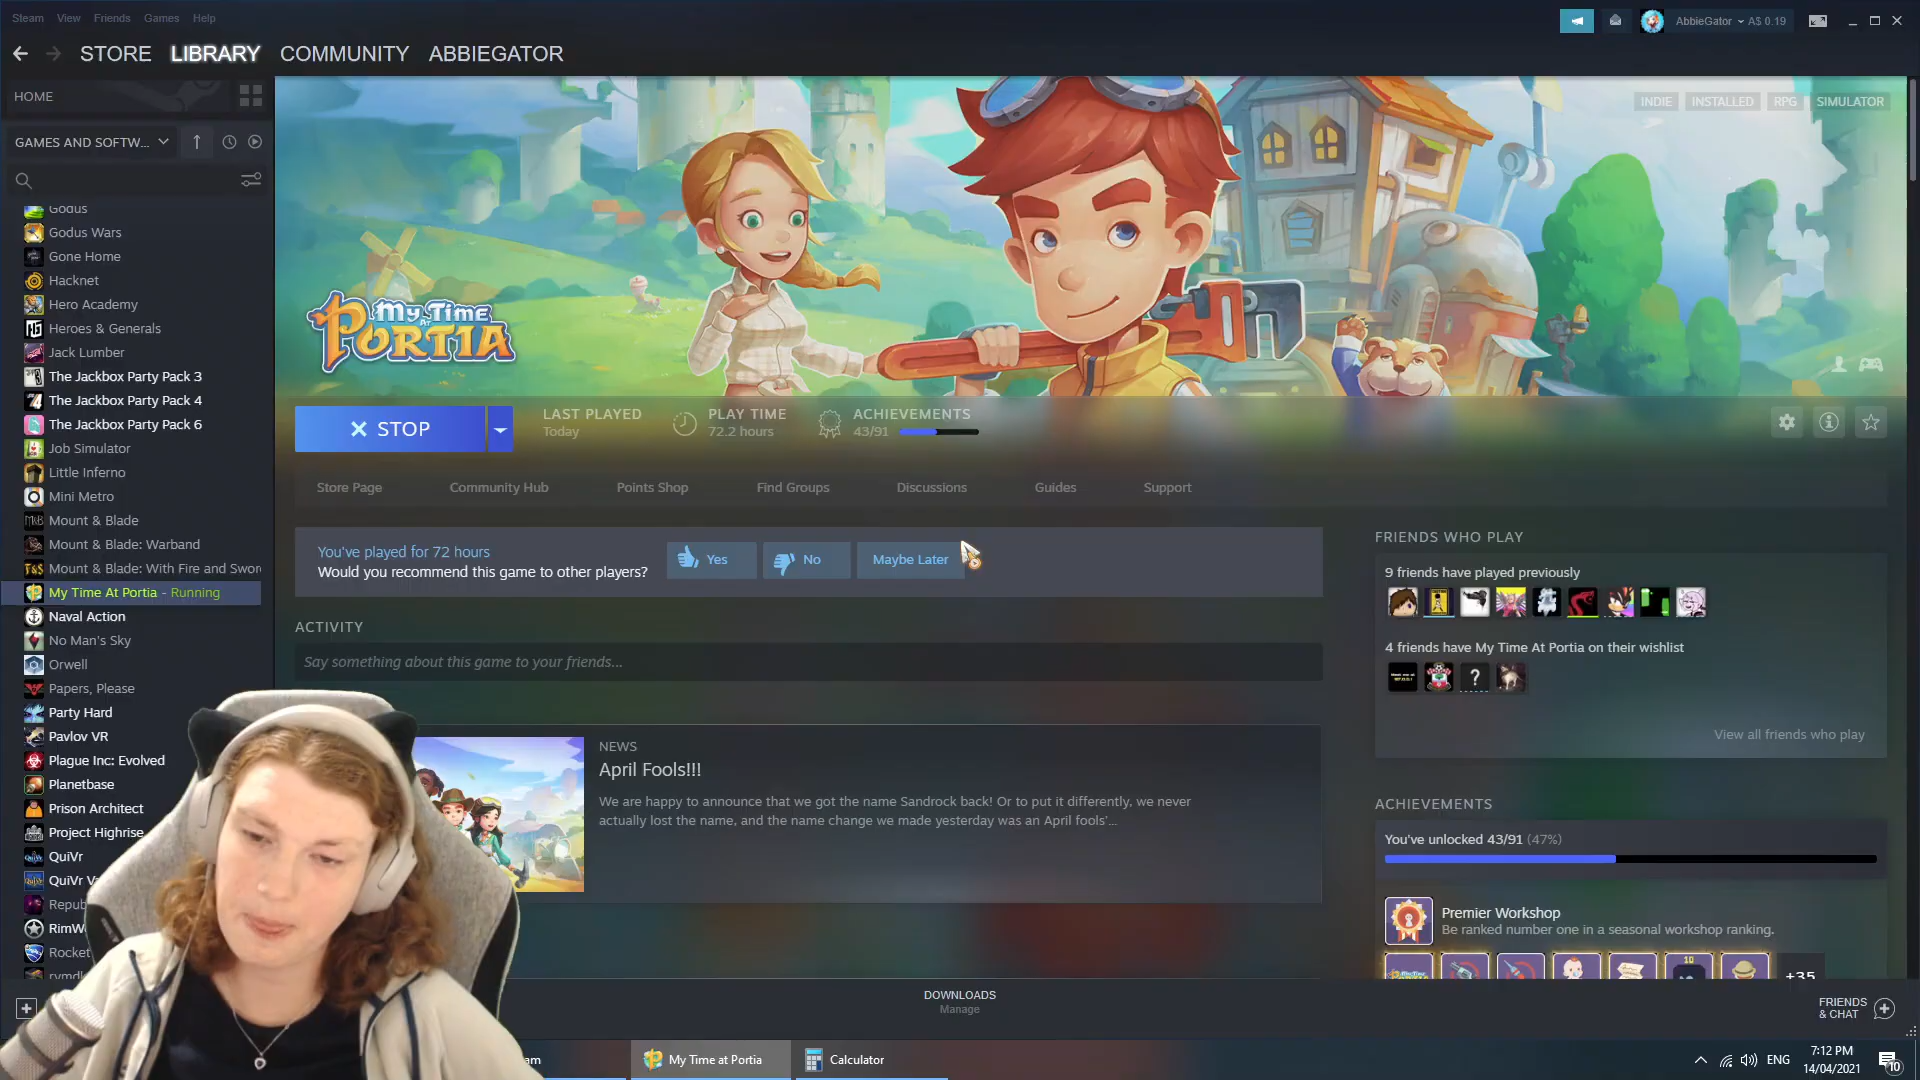 Steam View Friends Games Help
AbbieGator A$ 0.19
STORE LIBRARY COMMUNITY ABBIEGATOR
HOME
GAMES AND SOFTW...
Godus
Godus Wars
Gone Home
Hacknet
Hero Academy
Heroes & Generals
Jack Lumber
The Jackbox Party Pack 3
The Jackbox Party Pack 4
The Jackbox Party Pack 6
Job Simulator
Little Inferno
Mini Metro
Mount & Blade
Mount & Blade: Warband
Mount & Blade: With Fire and Sword
My Time At Portia - Running
Naval Action
No Man's Sky
Orwell
Papers, Please
Party Hard
Pavlov VR
Plague Inc: Evolved
Planetbase
Prison Architect
Project Highrise
QuiVr
QuiVr V
Repub
RimW
Rocket
rymdk
INDIE INSTALLED RPG SIMULATOR
My Time AT PORTIA
STOP
LAST PLAYED
Today
PLAY TIME
72.2 hours
ACHIEVEMENTS
43/91
Store Page Community Hub Points Shop Find Groups Discussions Guides Support
You've played for 72 hours
Would you recommend this game to other players?
Yes No Maybe Later
ACTIVITY
Say something about this game to your friends...
NEWS
April Fools!!!
We are happy to announce that we got the name Sandrock back! Or to put it differently, we never
actually lost the name, and the name change we made yesterday was an April fools'...
FRIENDS WHO PLAY
9 friends have played previously
4 friends have My Time At Portia on their wishlist
?
View all friends who play
ACHIEVEMENTS
You've unlocked 43/91 (47%)
Premier Workshop
Be ranked number one in a seasonal workshop ranking.
10
+35
DOWNLOADS
Manage
FRIENDS
& CHAT
am
My Time at Portia
Calculator
ENG
7:12 PM
14/04/2021
10